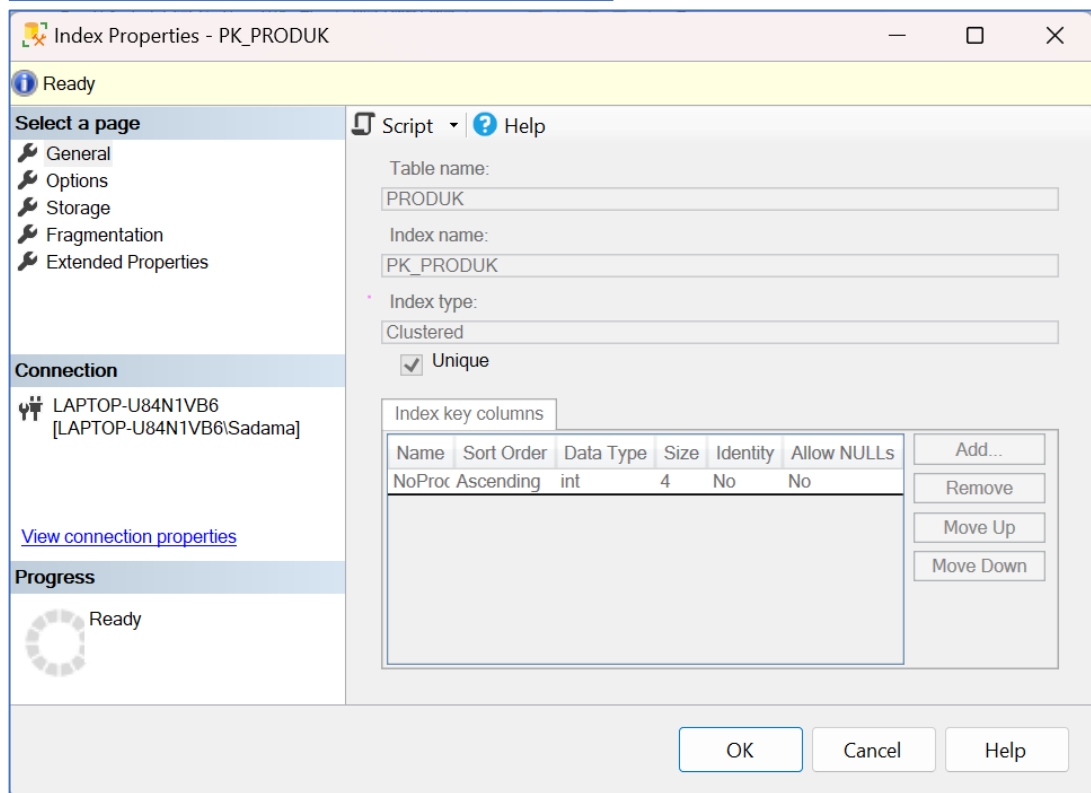 Index Properties - PK_PRODUK
Ready
Select a page
General
Options
Storage
Fragmentation
Extended Properties
Connection
LAPTOP-U84N1VB6
[LAPTOP-U84N1VB6\Sadama]
View connection properties
Progress
Ready
Script Help
Table name:
PRODUK
Index name:
PK_PRODUK
Index type:
Clustered
Unique
Index key columns
Name Sort Order Data Type Size Identity Allow NULLs
NoProc Ascending int 4 No No
Add...
Remove
Move Up
Move Down
OK Cancel Help